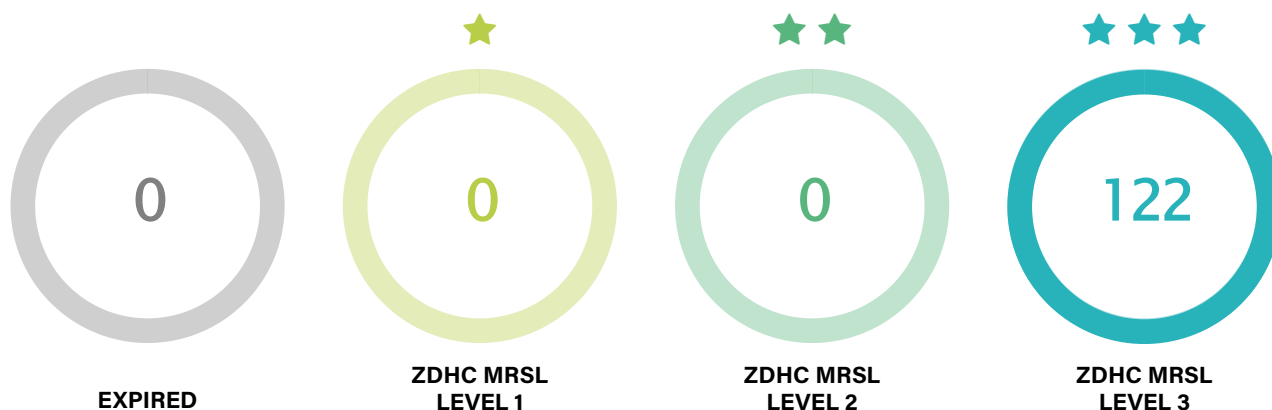 0
0
0
122
EXPIRED
ZDHC MRSL
LEVEL 1
ZDHC MRSL
LEVEL 2
ZDHC MRSL
LEVEL 3